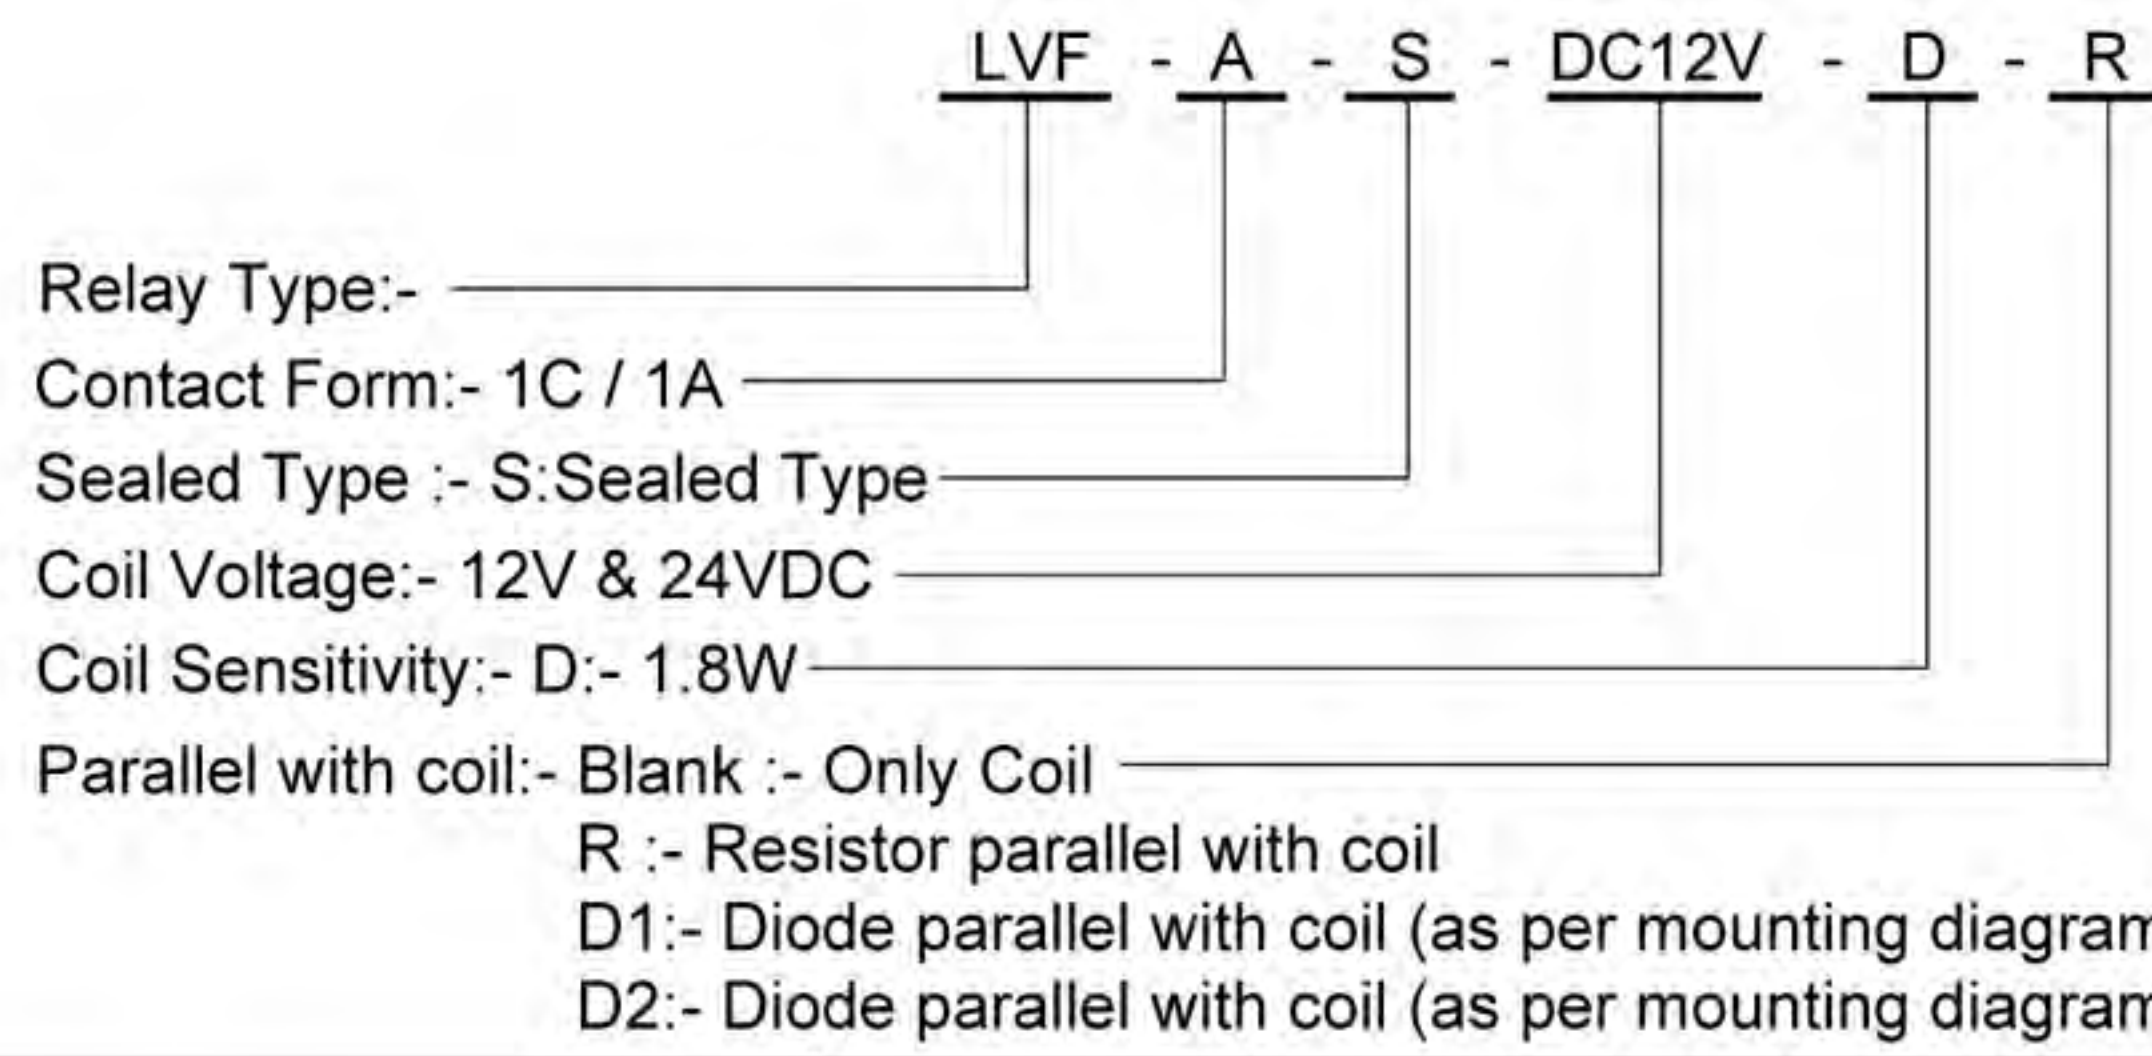 LVF - A - S - DC12V - D - R
Relay Type:-
Contact Form:- 1C / 1A
Sealed Type :- S:Sealed Type
Coil Voltage:- 12V & 24VDC
Coil Sensitivity:- D:- 1.8W
Parallel with coil:- Blank :- Only Coil
R :- Resistor parallel with coil
D1:- Diode parallel with coil (as per mounting diagram
D2:- Diode parallel with coil (as per mounting diagram